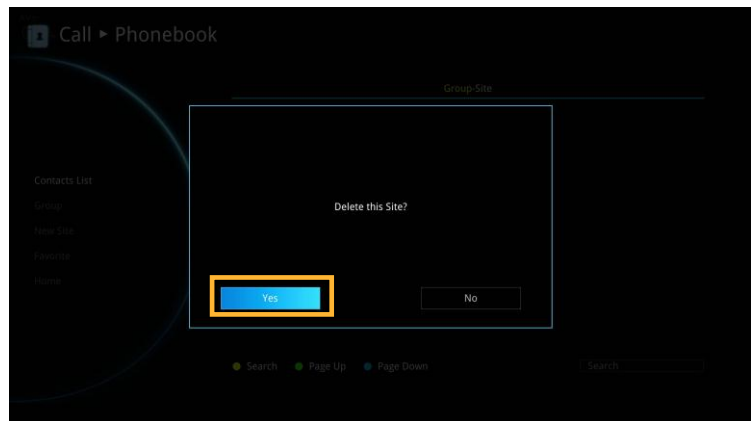 Call ▸ Phonebook
Group-Site
Contacts List
Group
New Site
Favorite
Home
Delete this Site?
Yes No
Search Page Up Page Down Search